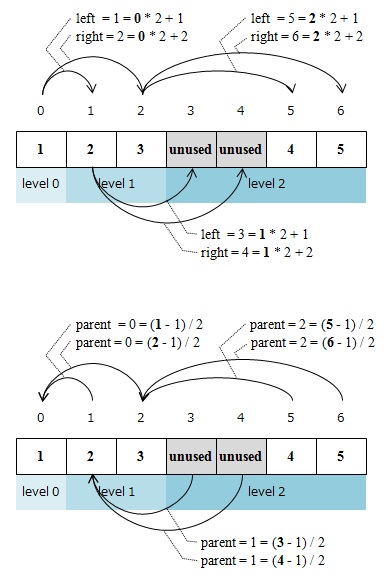 left = 1 = 0 * 2 + 1
right = 2 = 0 * 2 + 2
left = 5 = 2 * 2 + 1
right = 6 = 2 * 2 + 2
0 1 2 3 4 5 6
1 2 3 unused unused 4 5
level 0 level 1 level 2
left = 3 = 1 * 2 + 1
right = 4 = 1 * 2 + 2
parent = 0 = (1 - 1) / 2
parent = 0 = (2 - 1) / 2
parent = 2 = (5 - 1) / 2
parent = 2 = (6 - 1) / 2
0 1 2 3 4 5 6
1 2 3 unused unused 4 5
level 0 level 1 level 2
parent = 1 = (3 - 1) / 2
parent = 1 = (4 - 1) / 2